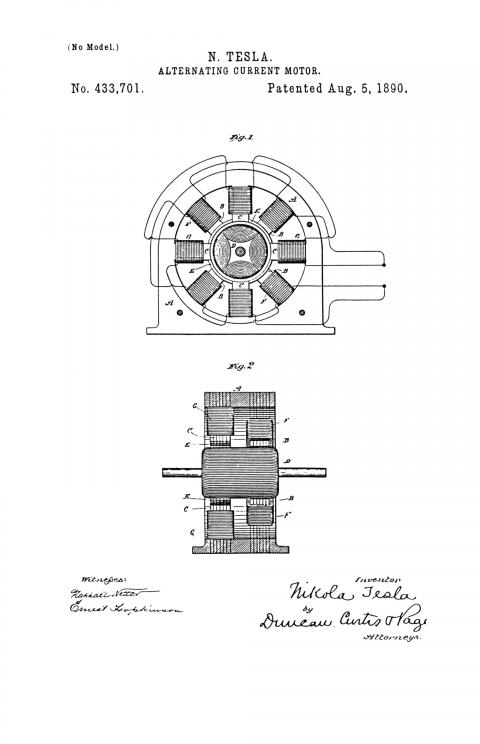 (No Model.)
N. TESLA.
ALTERNATING CURRENT MOTOR.
No. 433,701. Patented Aug. 5, 1890.
Fig. 1
B E A
F C
G D B G
C C
E B
B C F
A
Fig. 2
A
G F
C B
E
D
E B
C F
G
Witnesses:
Raphaël Netter
Ernest Hopkinson
Inventor
Nikola Tesla
by
Duncan, Curtis & Page
Attorneys.